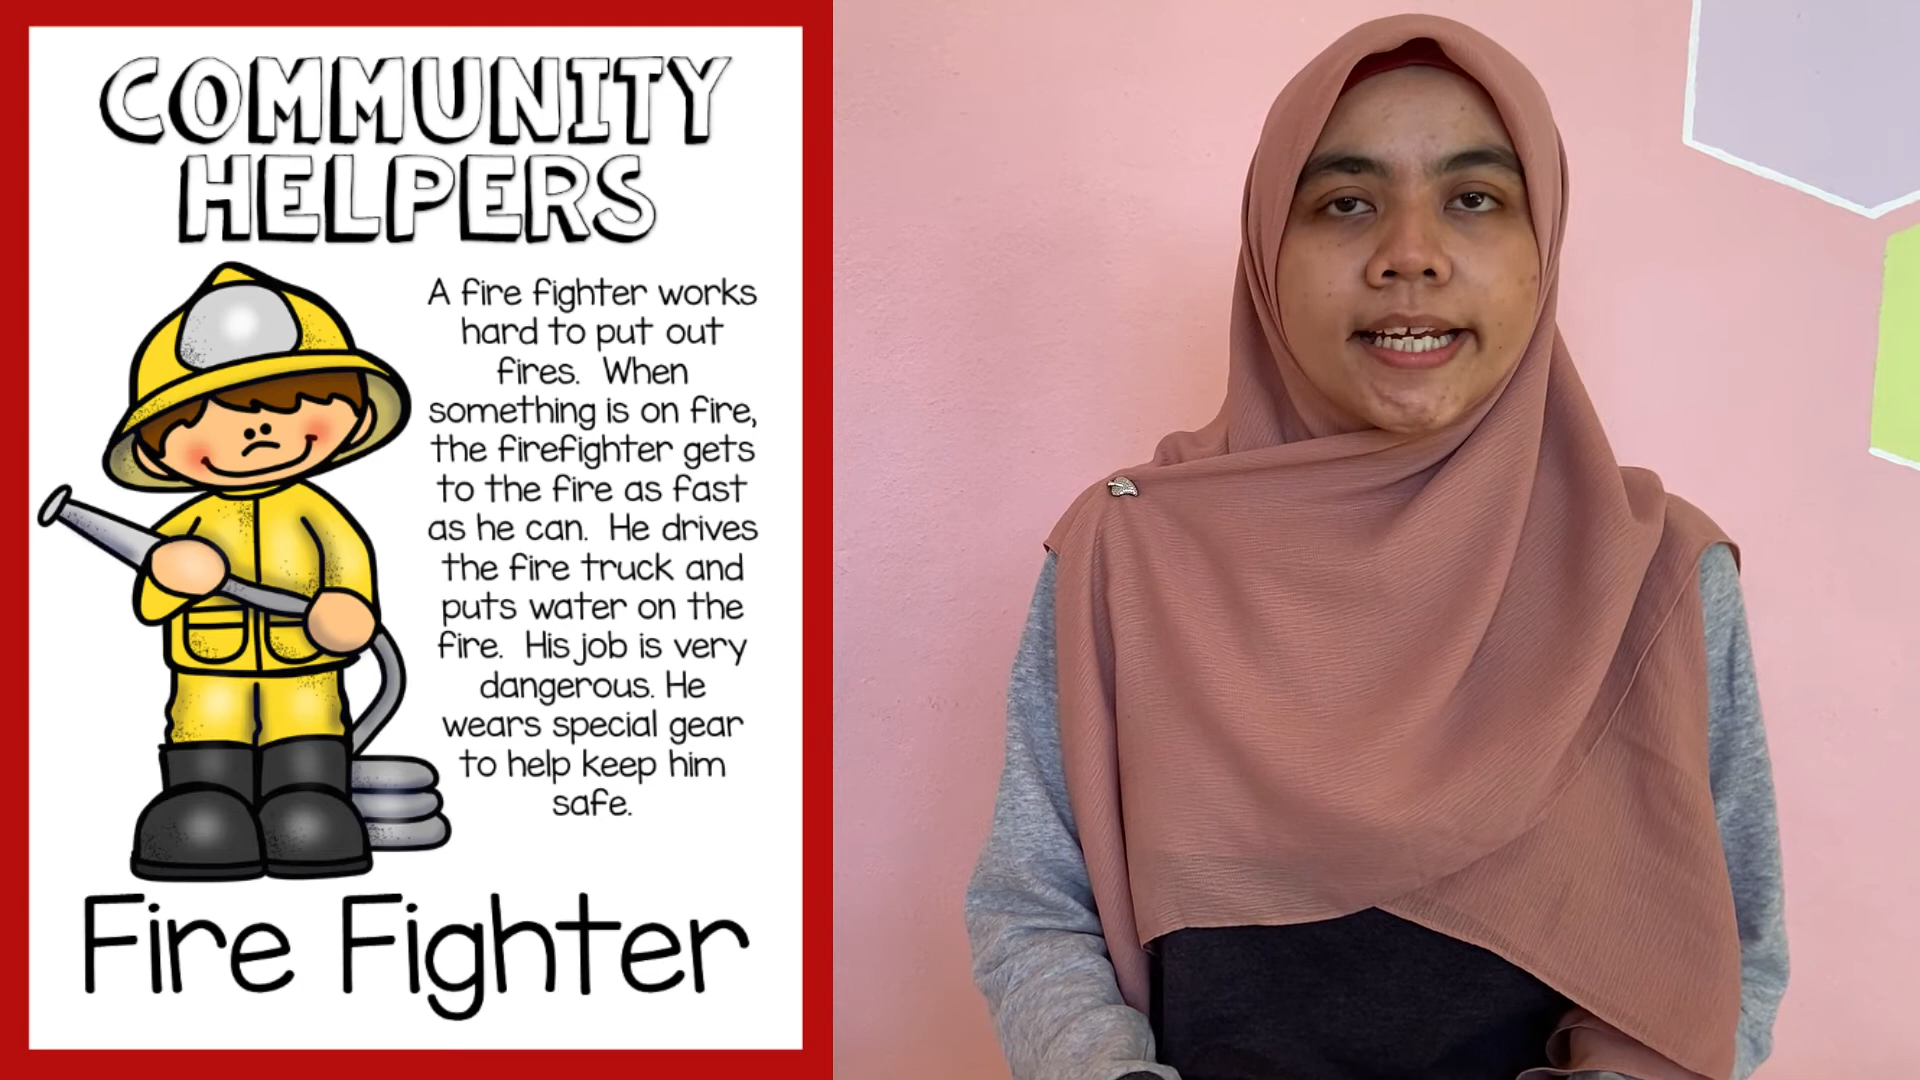 COMMUNITY
HELPERS
A fire fighter works
hard to put out
fires. When
something is on fire,
the firefighter gets
to the fire as fast
as he can. He drives
the fire truck and
puts water on the
fire. His job is very
dangerous. He
wears special gear
to help keep him
safe.
Fire Fighter